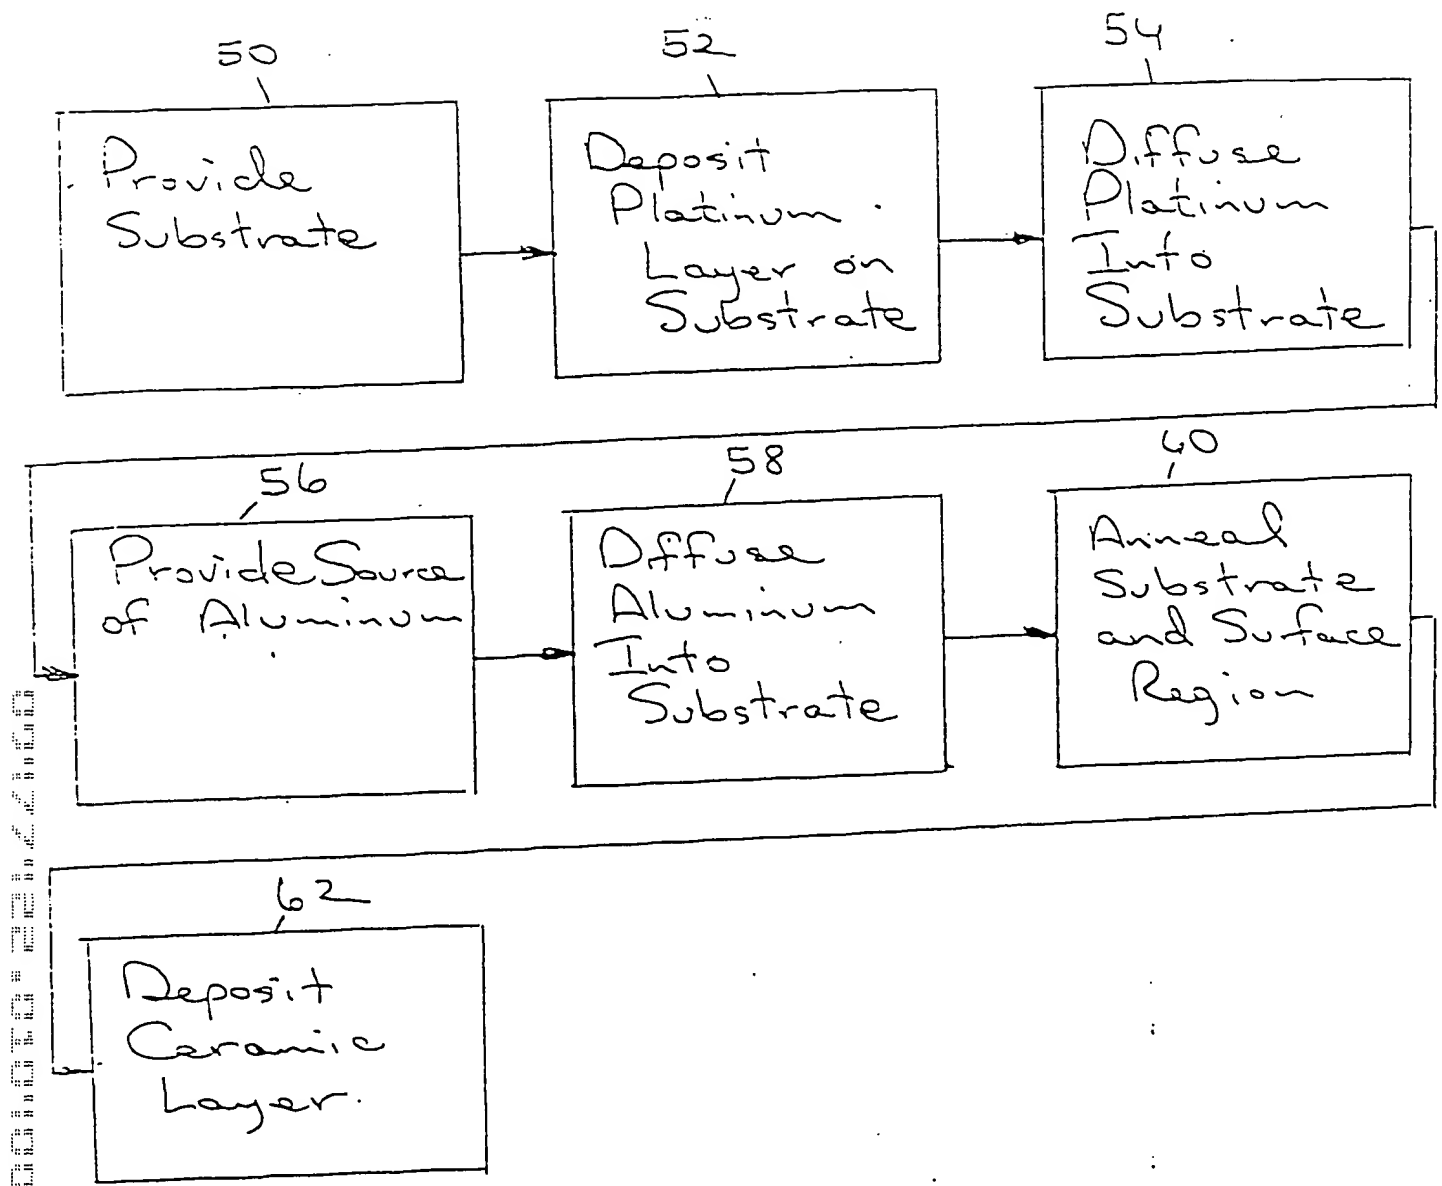 50
Provide
Substrate
52
Deposit
Platinum
Layer on
Substrate
54
Diffuse
Platinum
Into
Substrate
56
Provide Source
of Aluminum
58
Diffuse
Aluminum
Into
Substrate
60
Anneal
Substrate
and Surface
Region
62
Deposit
Ceramic
Layer.